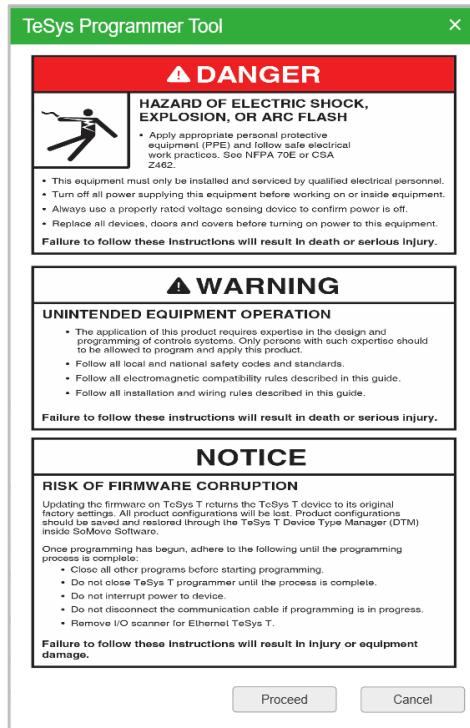 TeSys Programmer Tool ×
⚠ DANGER
HAZARD OF ELECTRIC SHOCK,
EXPLOSION, OR ARC FLASH
• Apply appropriate personal protective
equipment (PPE) and follow safe electrical
work practices. See NFPA 70E or CSA
Z462.
• This equipment must only be installed and serviced by qualified electrical personnel.
• Turn off all power supplying this equipment before working on or inside equipment.
• Always use a properly rated voltage sensing device to confirm power is off.
• Replace all devices, doors and covers before turning on power to this equipment.
Failure to follow these instructions will result in death or serious injury.
⚠ WARNING
UNINTENDED EQUIPMENT OPERATION
• The application of this product requires expertise in the design and
programming of controls systems. Only persons with such expertise should
to be allowed to program and apply this product.
• Follow all local and national safety codes and standards.
• Follow all electromagnetic compatibility rules described in this guide.
• Follow all installation and wiring rules described in this guide.
Failure to follow these instructions will result in death or serious injury.
NOTICE
RISK OF FIRMWARE CORRUPTION
Updating the firmware on TeSys T returns the TeSys T device to its original
factory settings. All product configurations will be lost. Product configurations
should be saved and restored through the TeSys T Device Type Manager (DTM)
inside SoMove Software.
Once programming has begun, adhere to the following until the programming
process is complete:
• Close all other programs before starting programming.
• Do not close TeSys T programmer until the process is complete.
• Do not interrupt power to device.
• Do not disconnect the communication cable if programming is in progress.
• Remove I/O scanner for Ethernet TeSys T.
Failure to follow these instructions will result in injury or equipment
damage.
Proceed
Cancel